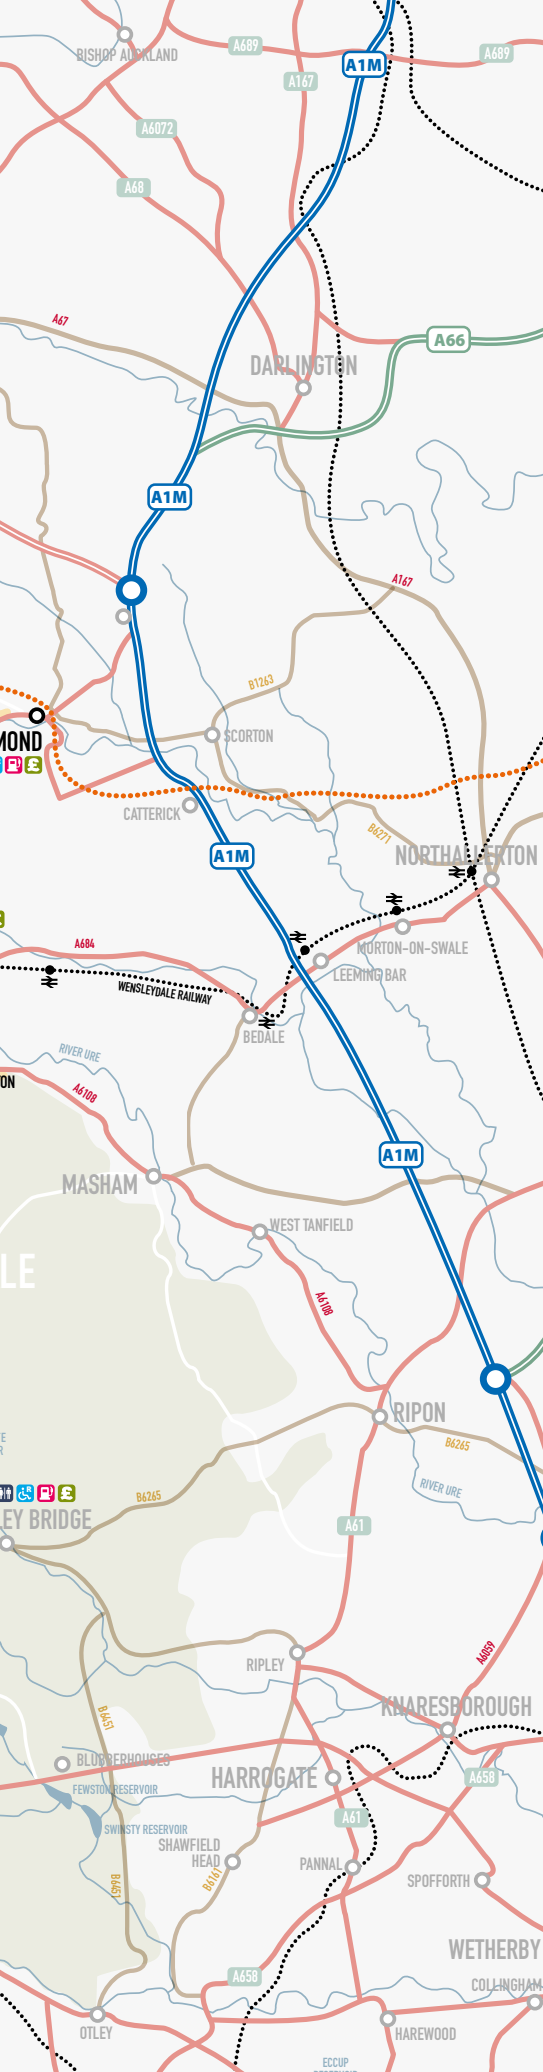 BISHOP AUCKLAND
A689
A1M
A689
A167
A6072
A68
A67
A66
DARLINGTON
A1M
A167
B1263
MOND
SCORTON
CATTERICK
B6271
A1M
NORTHALLERTON
A684
MORTON-ON-SWALE
LEEMING BAR
WENSLEYDALE RAILWAY
BEDALE
RIVER URE
ON
A6108
A1M
MASHAM
WEST TANFIELD
LE
A6108
RIPON
E
R
B6265
RIVER URE
B6265
EY BRIDGE
A61
A6059
RIPLEY
B6451
KNARESBOROUGH
BLUBBERHOUSES
HARROGATE
A658
FEWSTON RESERVOIR
A61
SWINSTY RESERVOIR
SHAWFIELD
HEAD
PANNAL
B6451
B6161
SPOFFORTH
WETHERBY
A658
COLLINGHAM
OTLEY
HAREWOOD
ECCUP